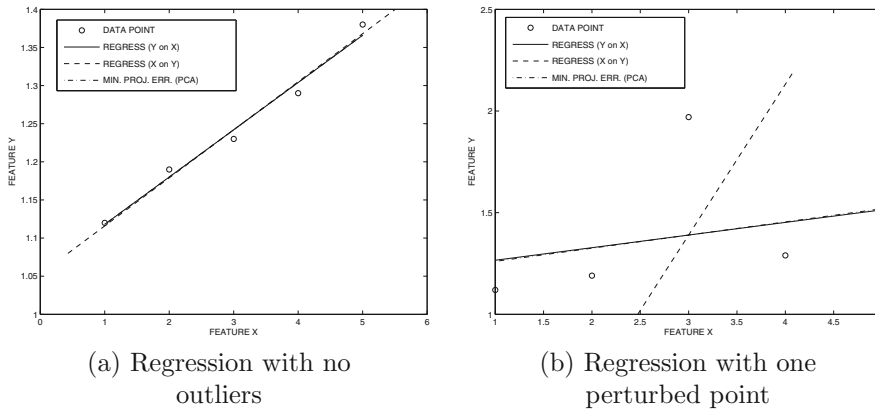 1.4
1.35
1.3
1.25
1.2
1.15
1.1
1.05
1
0 1 2 3 4 5 6
FEATURE Y
FEATURE X
DATA POINT
REGRESS (Y on X)
REGRESS (X on Y)
MIN. PROJ. ERR. (PCA)
(a) Regression with no
outliers
2.5
2
1.5
1
1 1.5 2 2.5 3 3.5 4 4.5
FEATURE Y
FEATURE X
DATA POINT
REGRESS (Y on X)
REGRESS (X on Y)
MIN. PROJ. ERR. (PCA)
(b) Regression with one
perturbed point